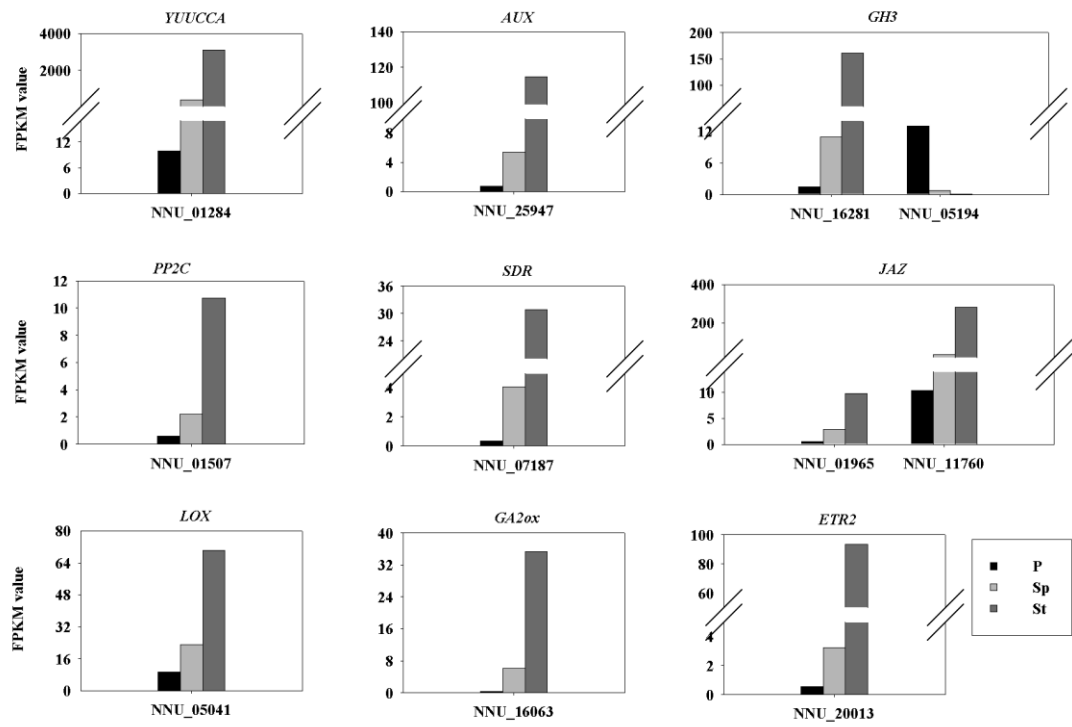 YUUCCA
AUX
GH3
FPKM value
4000
2000
12
6
0
NNU_01284
140
120
100
8
4
0
NNU_25947
200
150
100
12
6
0
NNU_16281
NNU_05194
PP2C
SDR
JAZ
12
10
8
6
4
2
0
NNU_01507
36
30
24
4
2
0
NNU_07187
400
200
10
5
0
NNU_01965
NNU_11760
FPKM value
LOX
GA2ox
ETR2
FPKM value
80
64
48
32
16
0
NNU_05041
40
32
24
16
8
0
NNU_16063
100
80
60
4
2
0
NNU_20013
P
Sp
St